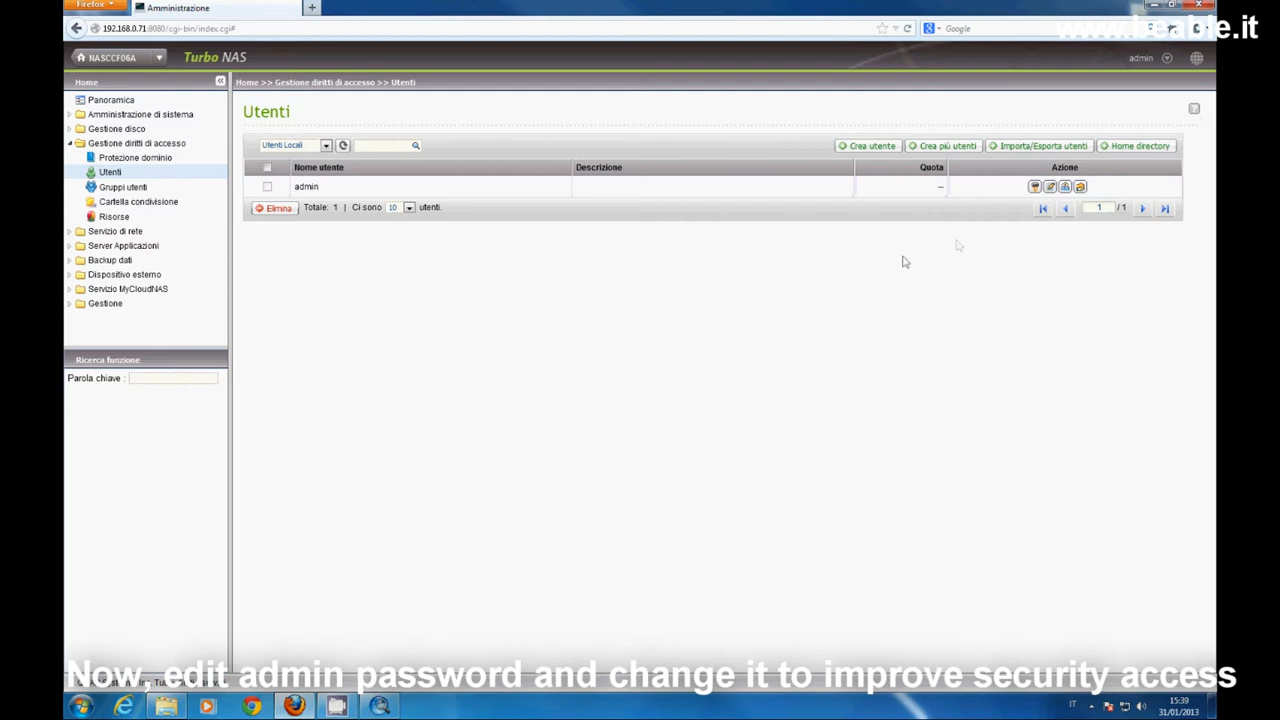 Firefox
Amministrazione
192.168.0.71:8080/cgi-bin/index.cgi#
Google
www.beable.it
NASCCF06A
Turbo NAS
admin
Home
Home >> Gestione diritti di accesso >> Utenti
Panoramica
Amministrazione di sistema
Gestione disco
Gestione diritti di accesso
Protezione dominio
Utenti
Gruppi utenti
Cartella condivisione
Risorse
Servizio di rete
Server Applicazioni
Backup dati
Dispositivo esterno
Servizio MyCloudNAS
Gestione
Ricerca funzione
Parola chiave :
Utenti
Utenti Locali
Crea utente
Crea più utenti
Importa/Esporta utenti
Home directory
Nome utente Descrizione Quota Azione
admin --
Elimina Totale: 1 | Ci sono 10 utenti.
1 / 1
Now, edit admin password and change it to improve security access
IT
15:39
31/01/2013